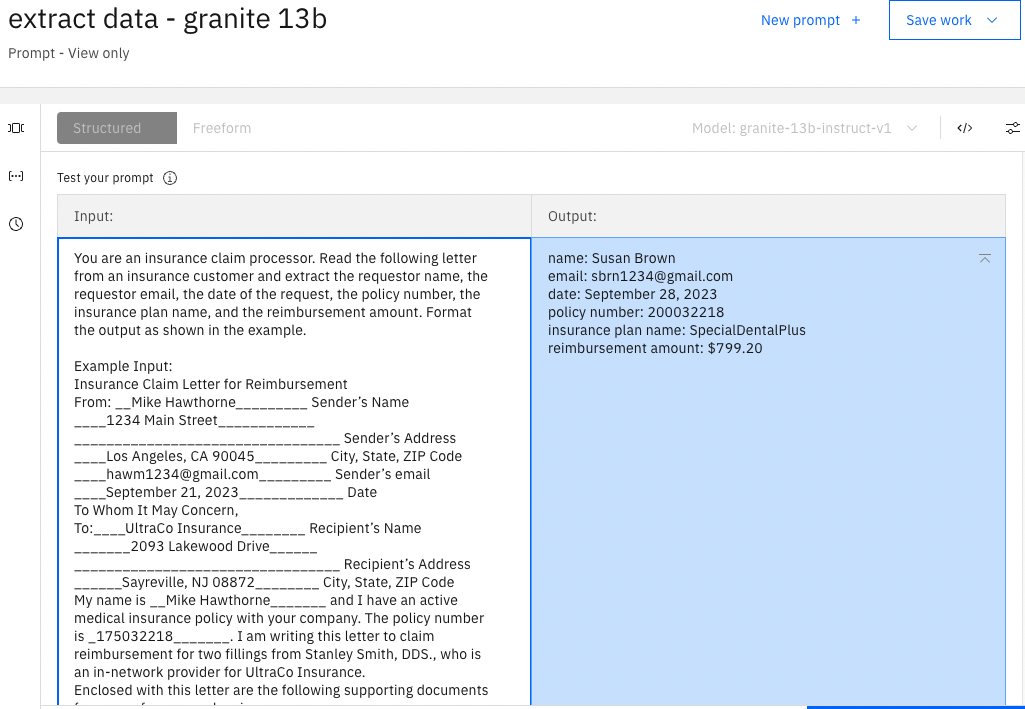 extract data - granite 13b
New prompt +
Save work
Prompt - View only
Structured
Freeform
Model: granite-13b-instruct-v1
Test your prompt
Input:
Output:
You are an insurance claim processor. Read the following letter
from an insurance customer and extract the requestor name, the
requestor email, the date of the request, the policy number, the
insurance plan name, and the reimbursement amount. Format
the output as shown in the example.
Example Input:
Insurance Claim Letter for Reimbursement
From: __Mike Hawthorne_________ Sender’s Name
____1234 Main Street____________
_________________________________ Sender’s Address
____Los Angeles, CA 90045_________ City, State, ZIP Code
____hawm1234@gmail.com_________ Sender’s email
____September 21, 2023_____________ Date
To Whom It May Concern,
To:____UltraCo Insurance________ Recipient’s Name
_______2093 Lakewood Drive______
_________________________________ Recipient’s Address
______Sayreville, NJ 08872________ City, State, ZIP Code
My name is __Mike Hawthorne_______ and I have an active
medical insurance policy with your company. The policy number
is _175032218_______. I am writing this letter to claim
reimbursement for two fillings from Stanley Smith, DDS., who is
an in-network provider for UltraCo Insurance.
Enclosed with this letter are the following supporting documents
name: Susan Brown
email: sbrn1234@gmail.com
date: September 28, 2023
policy number: 200032218
insurance plan name: SpecialDentalPlus
reimbursement amount: $799.20